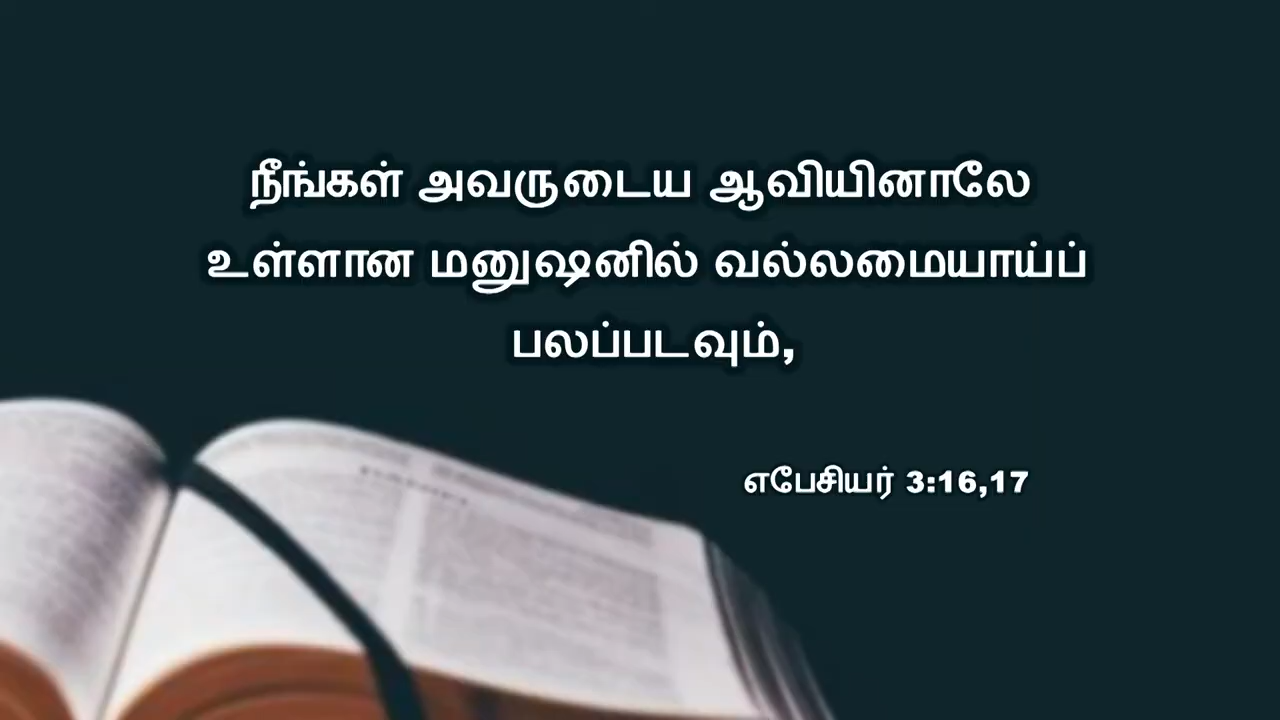 நீங்கள் அவருடைய ஆவியினாலே
உள்ளான மனுஷனில் வல்லமையாய்ப்
பலப்படவும்,
எபேசியர் 3:16,17